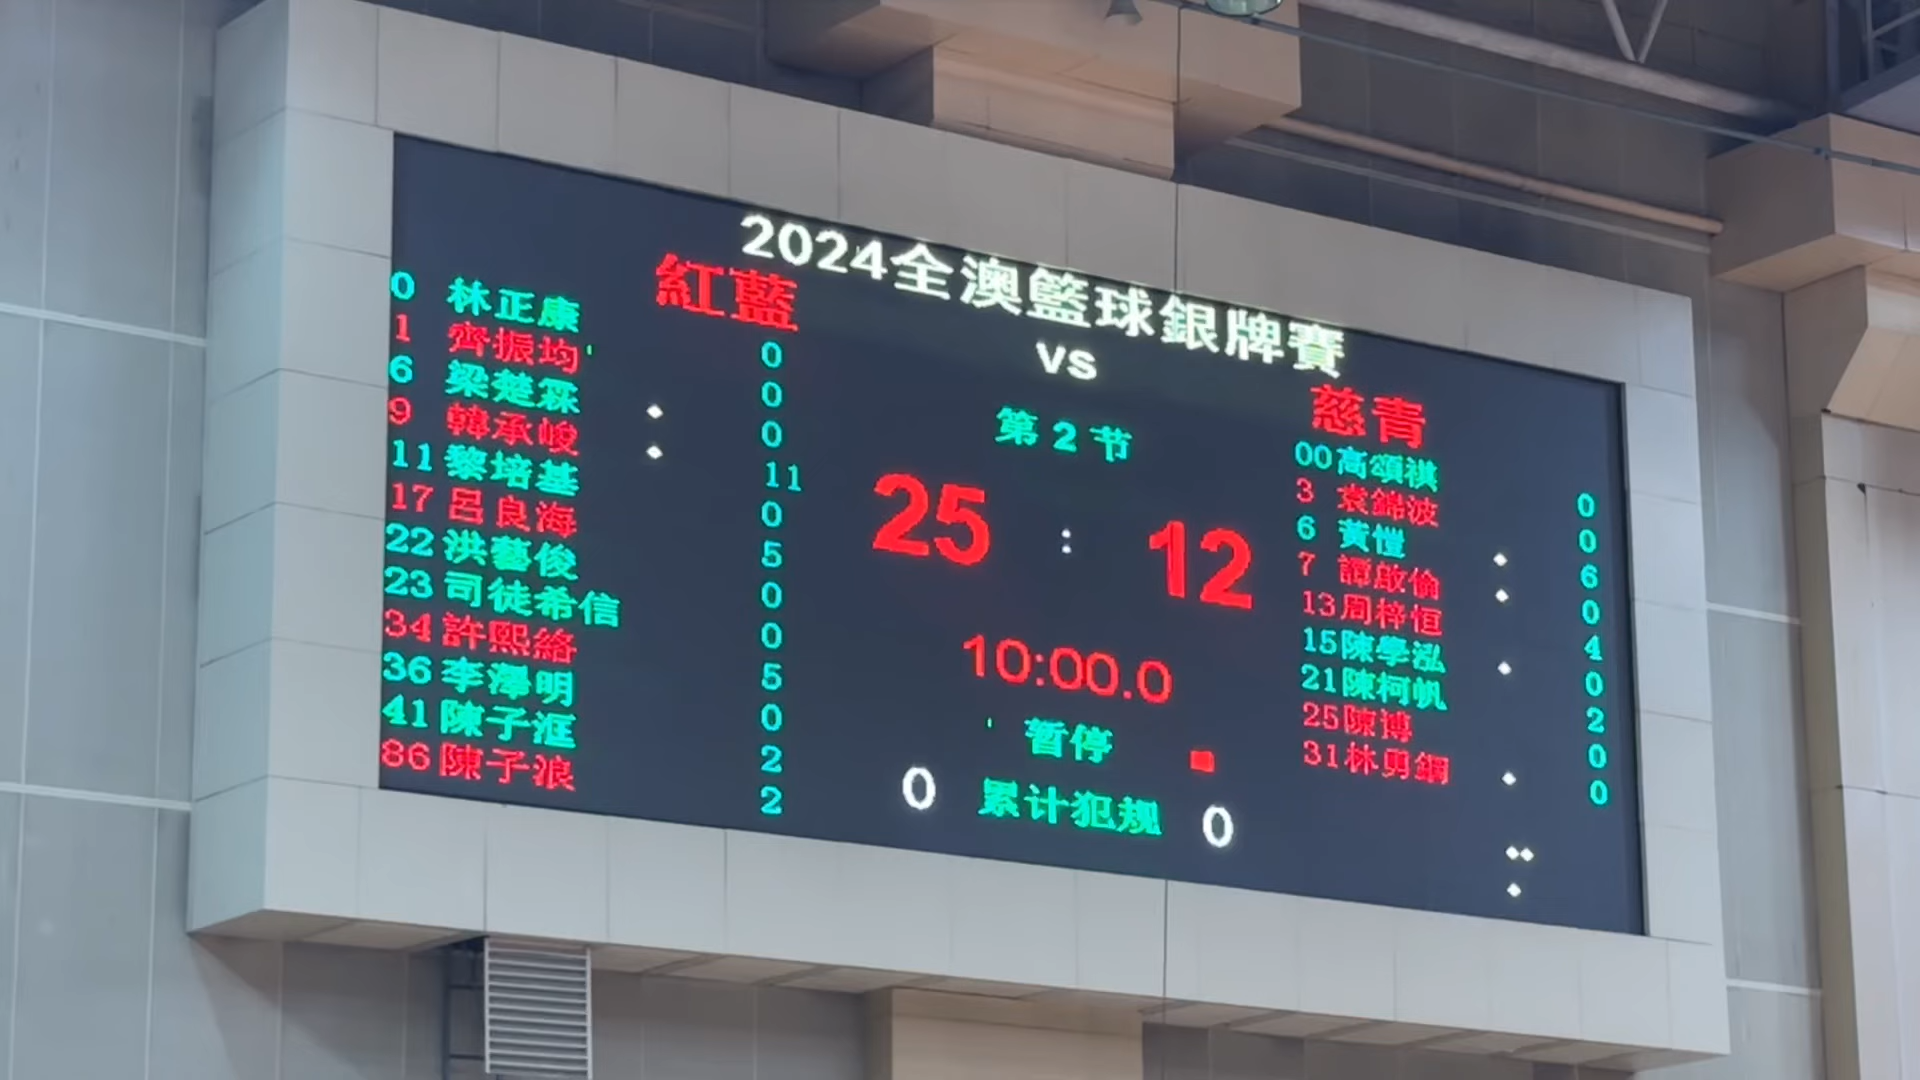 2024全澳籃球銀牌賽
紅藍 vs 慈青
第2节
25 : 12
10:00.0
暫停
0 累计犯规 0
0 林正康 0
1 齊振均 0
6 梁楚霖 0
9 韓承峻 11
11 黎培基 0
17 呂良海 5
22 洪藝俊 0
23 司徒希信 0
34 許熙絡 5
36 李澤明 0
41 陳子洭 2
86 陳子浪 2
00 高頌祺 0
3 袁錦波 0
6 黃愷 6
7 譚啟倫 0
13 周梓恒 4
15 陳學泓 0
21 陳柯帆 2
25 陳博 0
31 林勇鋼 0